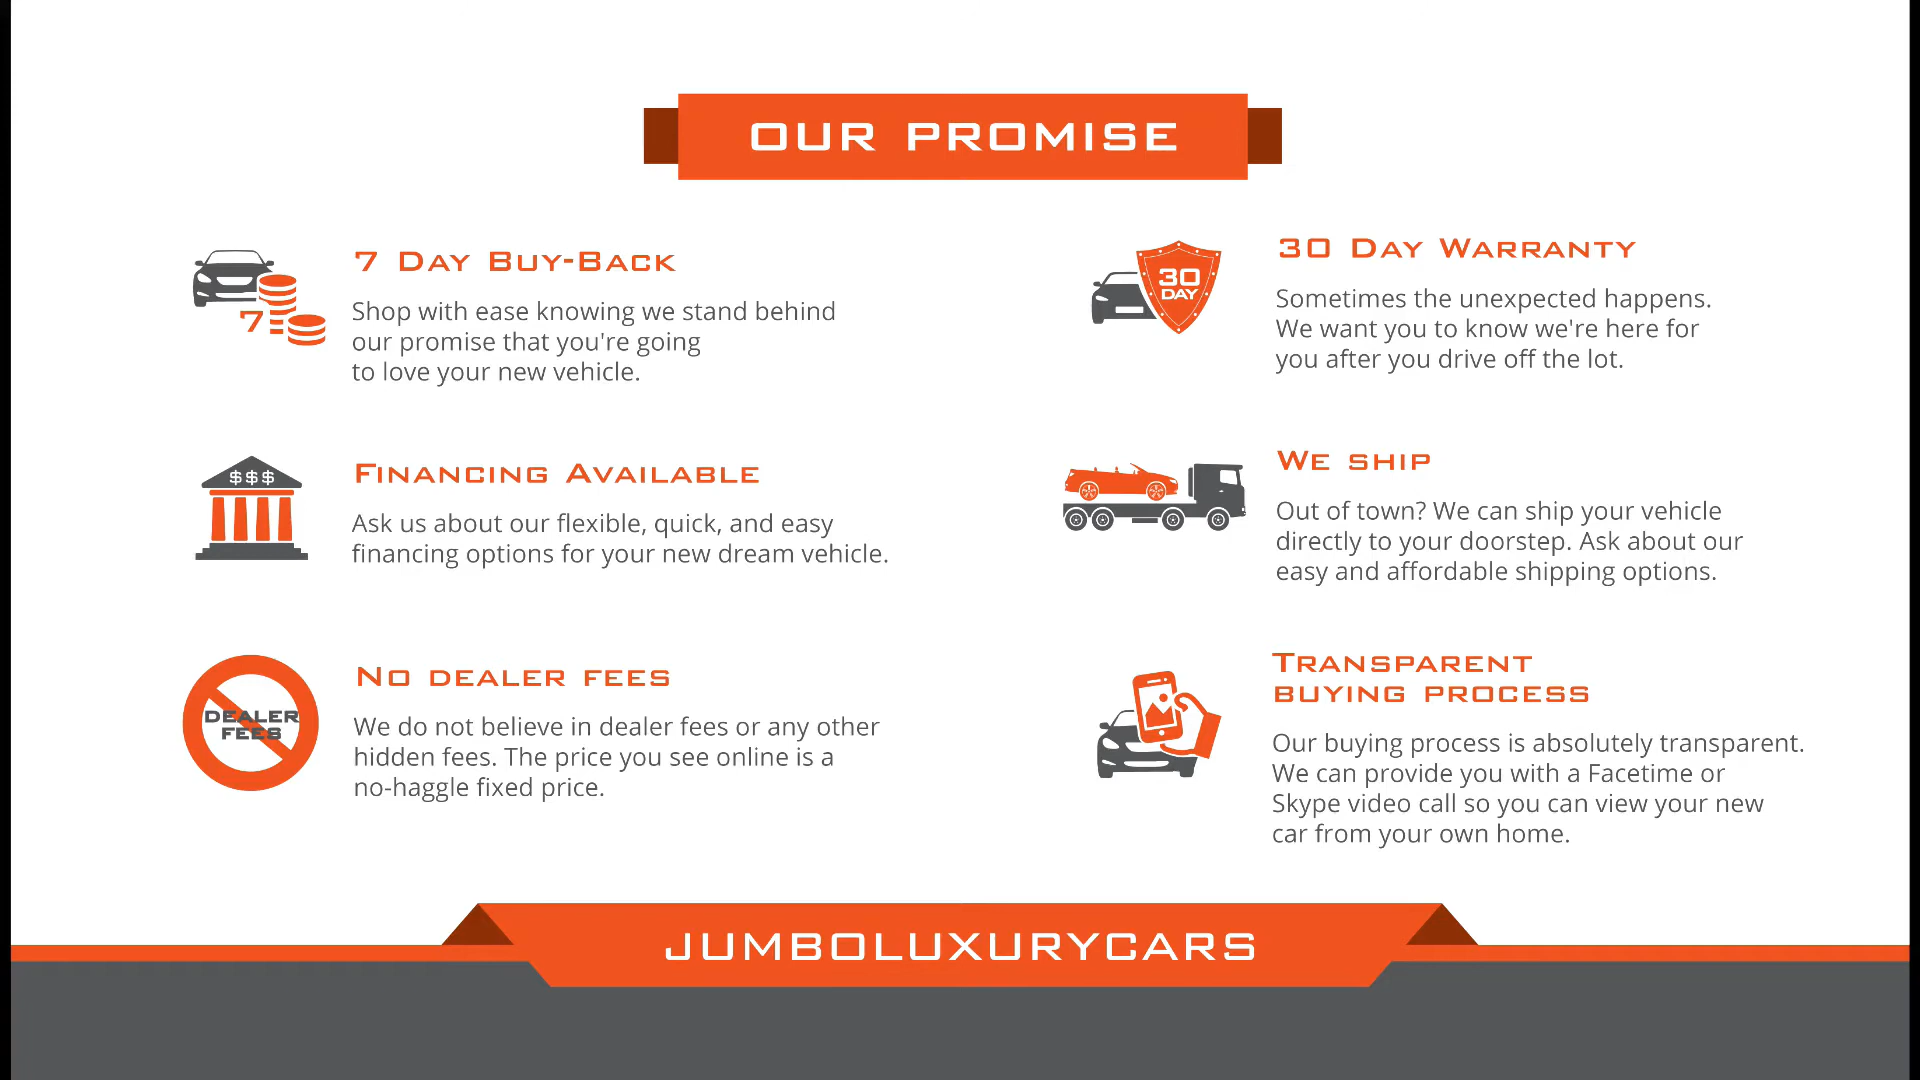 OUR PROMISE
7 DAY BUY-BACK
Shop with ease knowing we stand behind
our promise that you're going
to love your new vehicle.
7
30 DAY WARRANTY
Sometimes the unexpected happens.
We want you to know we're here for
you after you drive off the lot.
30
DAY
FINANCING AVAILABLE
Ask us about our flexible, quick, and easy
financing options for your new dream vehicle.
$$$
WE SHIP
Out of town? We can ship your vehicle
directly to your doorstep. Ask about our
easy and affordable shipping options.
NO DEALER FEES
We do not believe in dealer fees or any other
hidden fees. The price you see online is a
no-haggle fixed price.
DEALER
FEES
TRANSPARENT
BUYING PROCESS
Our buying process is absolutely transparent.
We can provide you with a Facetime or
Skype video call so you can view your new
car from your own home.
JUMBOLUXURYCARS